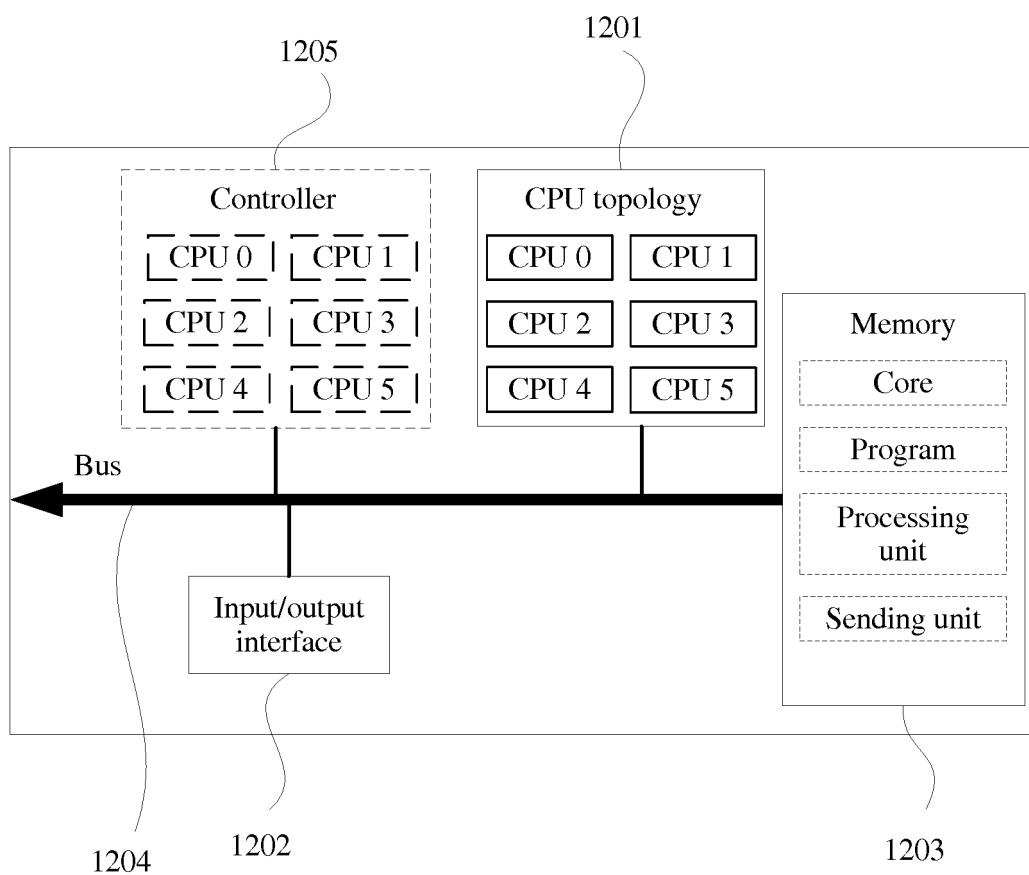 1205
1201
Controller
CPU 0
CPU 1
CPU 2
CPU 3
CPU 4
CPU 5
CPU topology
CPU 0
CPU 1
CPU 2
CPU 3
CPU 4
CPU 5
Memory
Core
Program
Processing
unit
Sending unit
Bus
Input/output
interface
1204
1202
1203